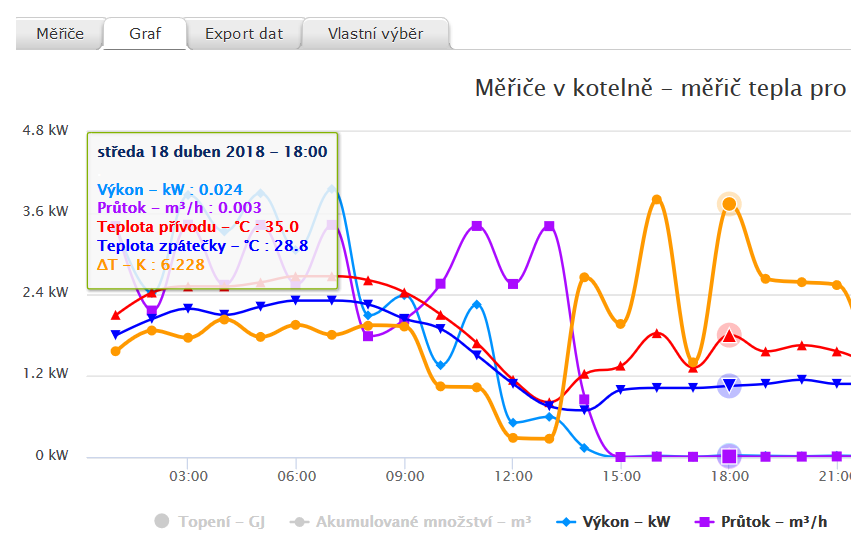 Měřiče Graf Export dat Vlastní výběr
Měřiče v kotelně – měřič tepla pro
4.8 kW
středa 18 duben 2018 – 18:00
Výkon – kW : 0.024
3.6 kW
Průtok – m³/h : 0.003
Teplota přívodu – °C : 35.0
Teplota zpátečky – °C : 28.8
ΔT – K : 6.228
2.4 kW
1.2 kW
0 kW
03:00 06:00 09:00 12:00 15:00 18:00 21:00
Topení – GJ Akumulované množství – m³ Výkon – kW Průtok – m³/h